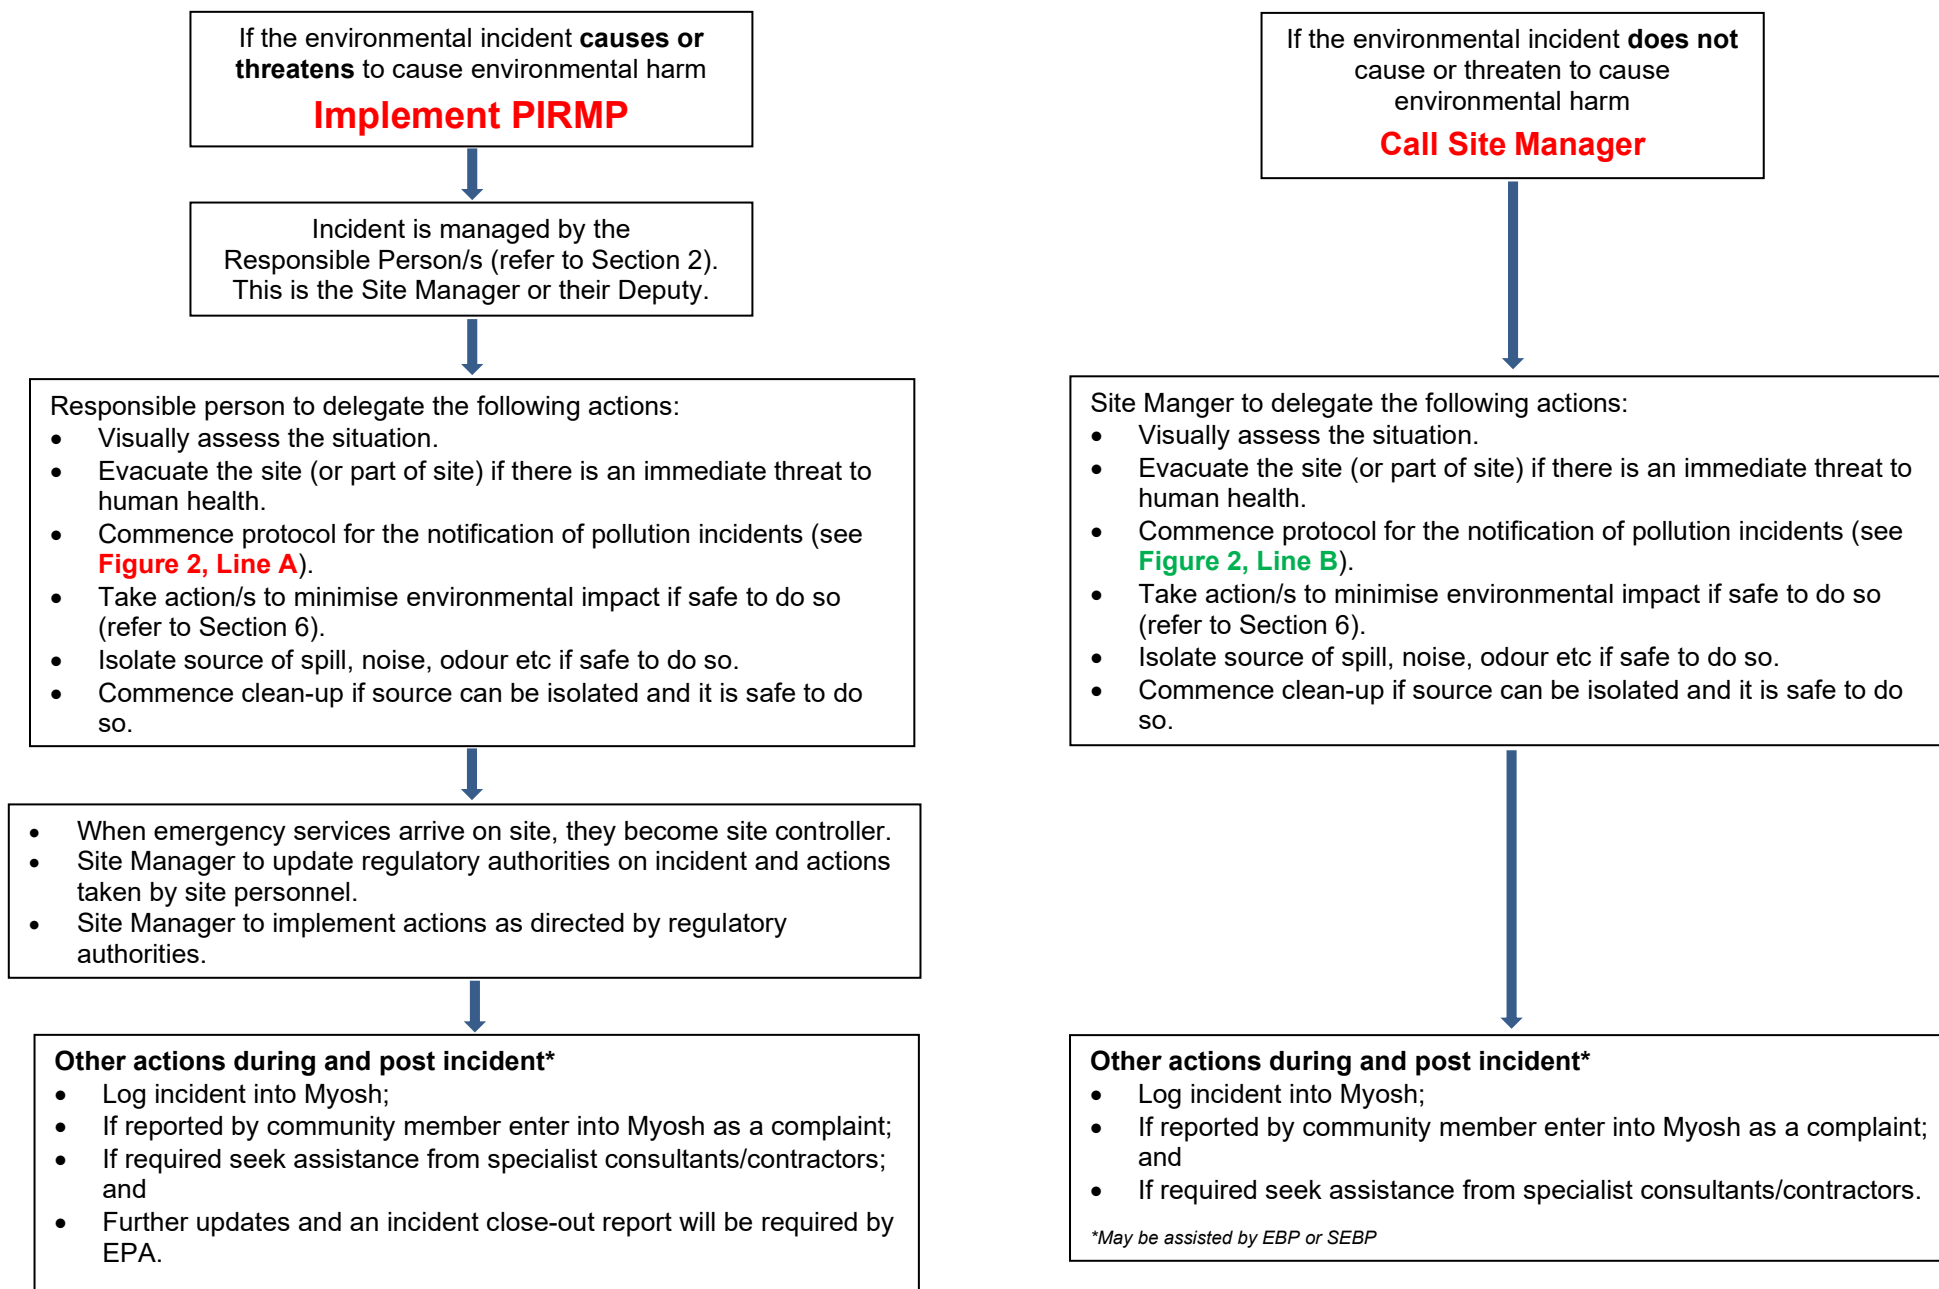 If the environmental incident causes or
threatens to cause environmental harm
Implement PIRMP
Incident is managed by the
Responsible Person/s (refer to Section 2).
This is the Site Manager or their Deputy.
Responsible person to delegate the following actions:
• Visually assess the situation.
• Evacuate the site (or part of site) if there is an immediate threat to
human health.
• Commence protocol for the notification of pollution incidents (see
Figure 2, Line A).
• Take action/s to minimise environmental impact if safe to do so
(refer to Section 6).
• Isolate source of spill, noise, odour etc if safe to do so.
• Commence clean-up if source can be isolated and it is safe to do
so.
• When emergency services arrive on site, they become site controller.
• Site Manager to update regulatory authorities on incident and actions
taken by site personnel.
• Site Manager to implement actions as directed by regulatory
authorities.
Other actions during and post incident*
• Log incident into Myosh;
• If reported by community member enter into Myosh as a complaint;
• If required seek assistance from specialist consultants/contractors;
and
• Further updates and an incident close-out report will be required by
EPA.
If the environmental incident does not
cause or threaten to cause
environmental harm
Call Site Manager
Site Manger to delegate the following actions:
• Visually assess the situation.
• Evacuate the site (or part of site) if there is an immediate threat to
human health.
• Commence protocol for the notification of pollution incidents (see
Figure 2, Line B).
• Take action/s to minimise environmental impact if safe to do so
(refer to Section 6).
• Isolate source of spill, noise, odour etc if safe to do so.
• Commence clean-up if source can be isolated and it is safe to do
so.
Other actions during and post incident*
• Log incident into Myosh;
• If reported by community member enter into Myosh as a complaint;
and
• If required seek assistance from specialist consultants/contractors.
*May be assisted by EBP or SEBP